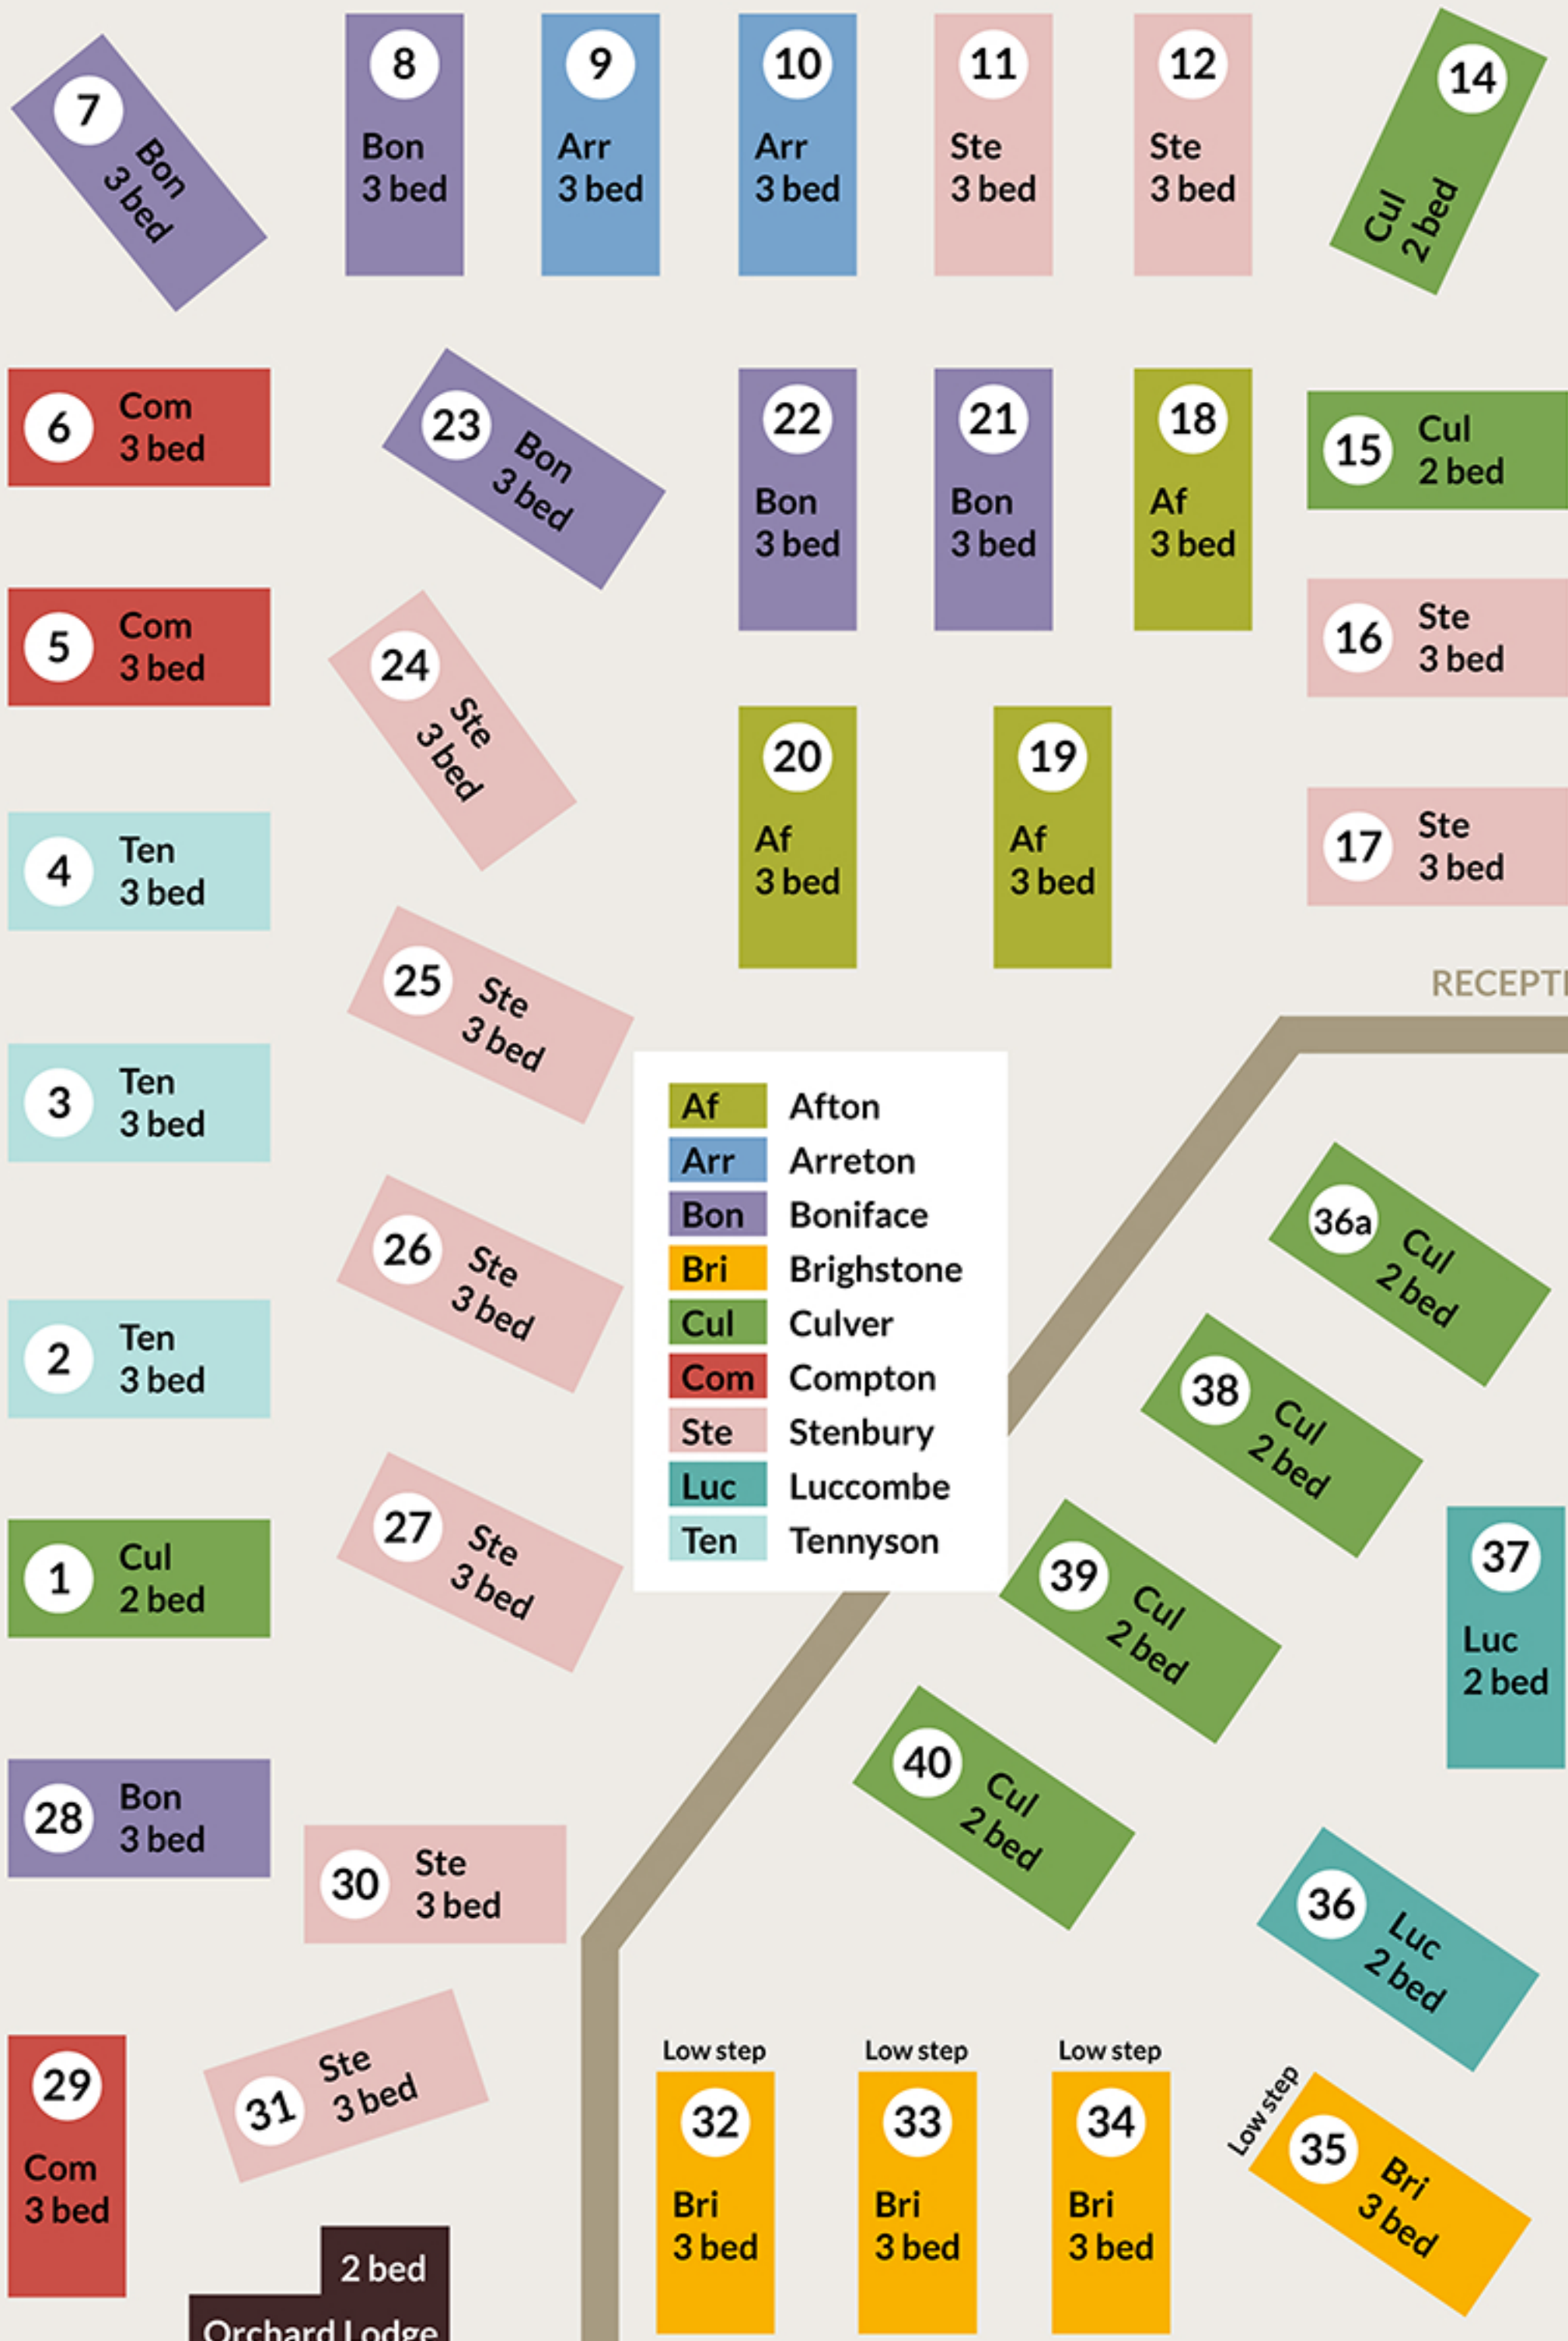 7
Bon
3 bed
8
Bon
3 bed
9
Arr
3 bed
10
Arr
3 bed
11
Ste
3 bed
12
Ste
3 bed
14
Cul
2 bed
6
Com
3 bed
23
Bon
3 bed
22
Bon
3 bed
21
Bon
3 bed
18
Af
3 bed
15
Cul
2 bed
5
Com
3 bed
24
Ste
3 bed
16
Ste
3 bed
20
Af
3 bed
19
Af
3 bed
17
Ste
3 bed
4
Ten
3 bed
25
Ste
3 bed
RECEPTI
3
Ten
3 bed
Af Afton
Arr Arreton
Bon Boniface
Bri Brighstone
Cul Culver
Com Compton
Ste Stenbury
Luc Luccombe
Ten Tennyson
36a
Cul
2 bed
26
Ste
3 bed
2
Ten
3 bed
38
Cul
2 bed
27
Ste
3 bed
1
Cul
2 bed
39
Cul
2 bed
37
Luc
2 bed
40
Cul
2 bed
28
Bon
3 bed
30
Ste
3 bed
36
Luc
2 bed
29
Com
3 bed
31
Ste
3 bed
Low step
32
Bri
3 bed
Low step
33
Bri
3 bed
Low step
34
Bri
3 bed
Low step
35
Bri
3 bed
2 bed
Orchard Lodge